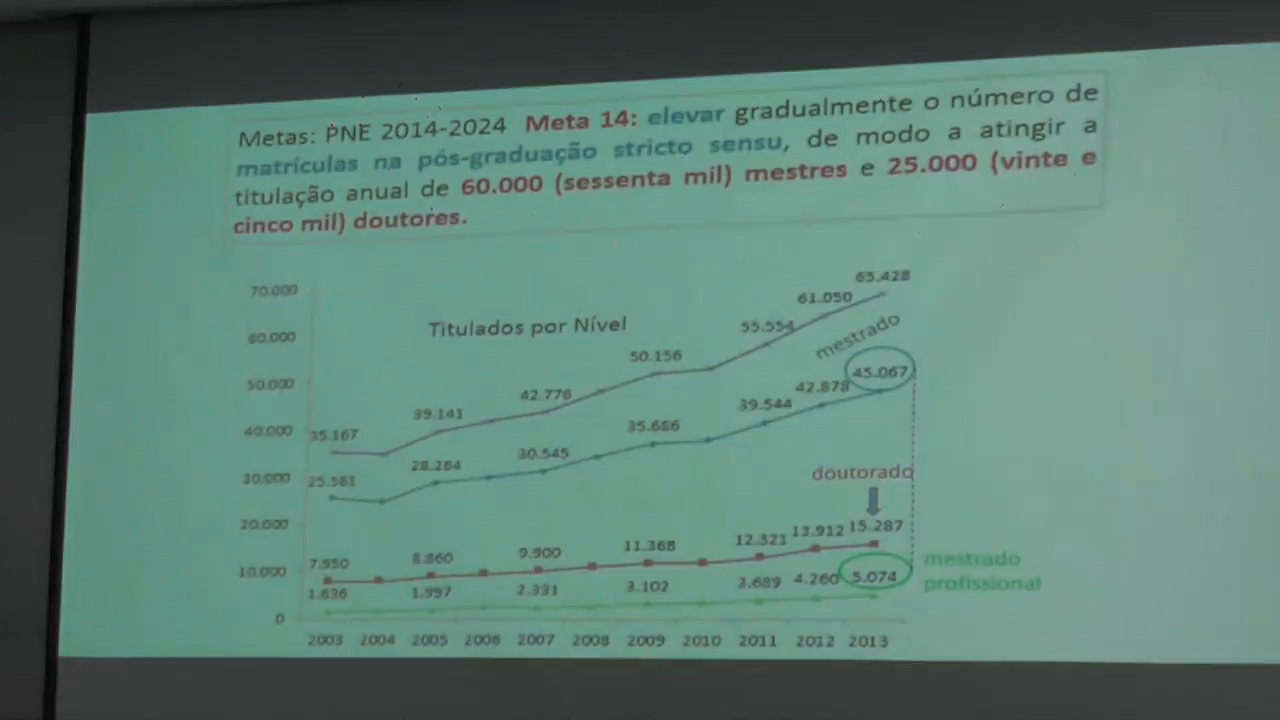 Metas: PNE 2014-2024 Meta 14: elevar gradualmente o número de
matrículas na pós-graduação stricto sensu, de modo a atingir a
titulação anual de 60.000 (sessenta mil) mestres e 25.000 (vinte e
cinco mil) doutores.
Titulados por Nível
70.000
60.000
50.000
40.000
30.000
20.000
10.000
0
35.167 39.141 42.776 50.156 55.554 61.050 65.428
mestrado
25.581 28.284 30.545 35.686 39.544 42.878 45.067
doutorado
7.950 8.860 9.900 11.368 12.321 13.912 15.287
1.636 1.997 2.331 3.102 3.689 4.260 5.074
mestrado
profissional
2003 2004 2005 2006 2007 2008 2009 2010 2011 2012 2013